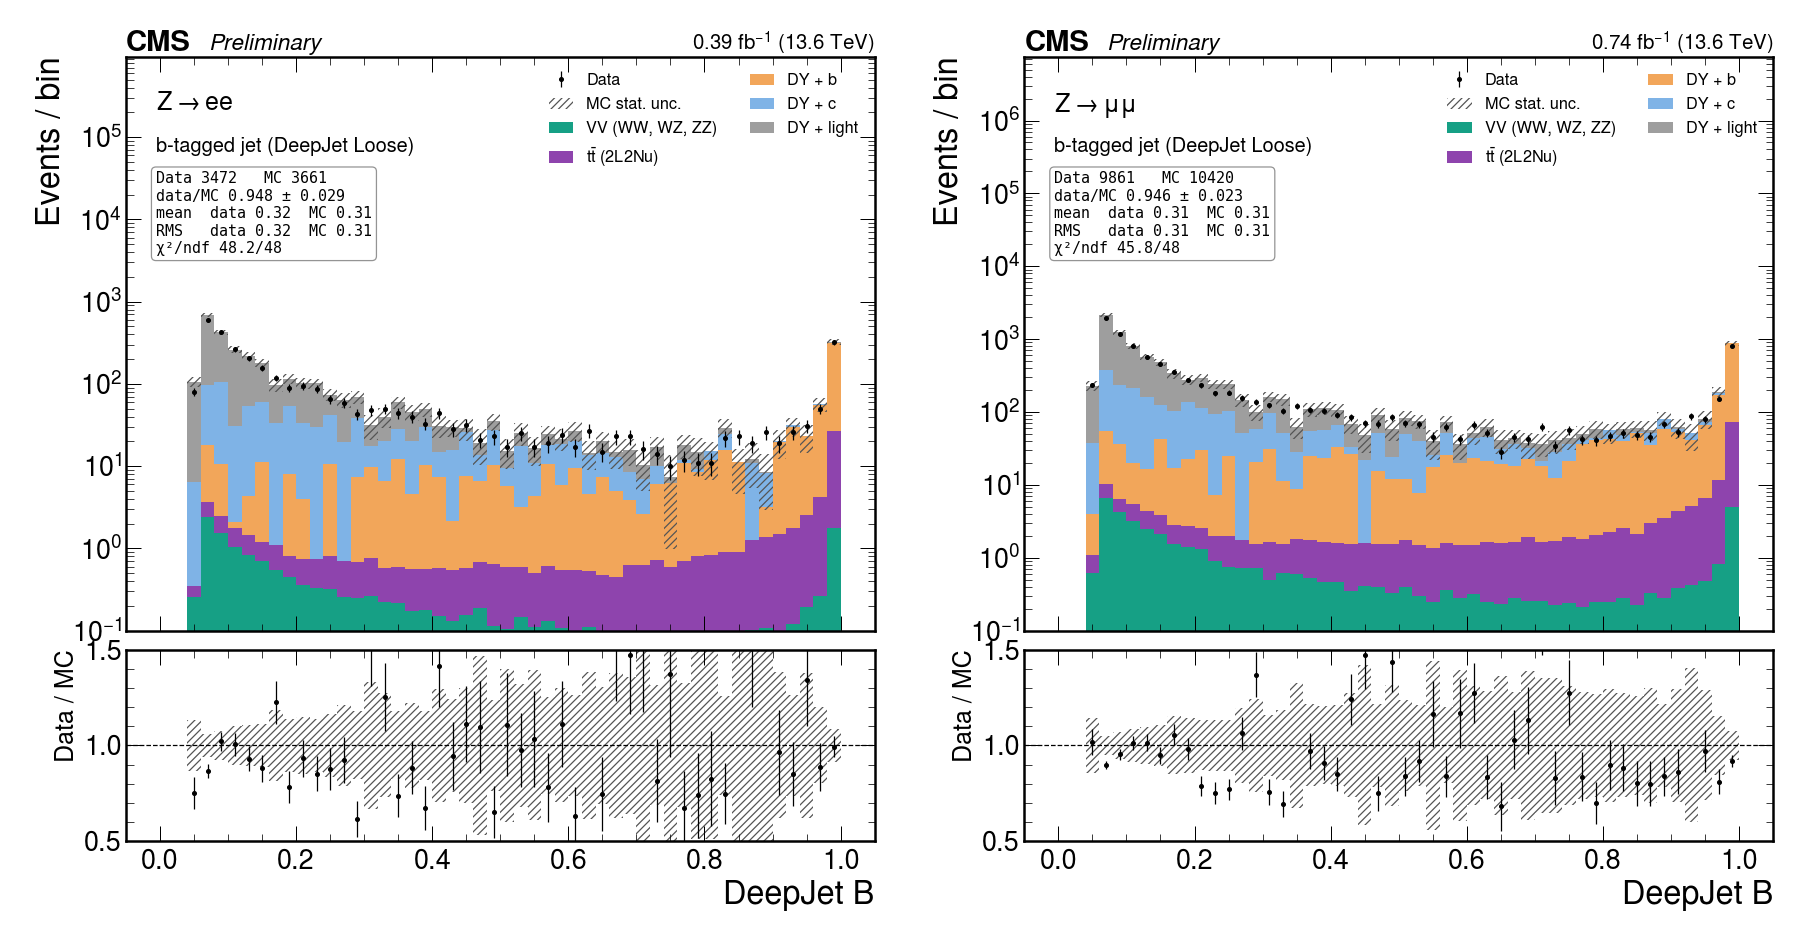 CMS Preliminary 0.39 fb⁻¹ (13.6 TeV)
Events / bin
Z → ee
b-tagged jet (DeepJet Loose)
Data 3472   MC 3661
data/MC 0.948 ± 0.029
mean  data 0.32  MC 0.31
RMS   data 0.32  MC 0.31
χ²/ndf 48.2/48
Data
MC stat. unc.
VV (WW, WZ, ZZ)
tt̄ (2L2Nu)
DY + b
DY + c
DY + light
10⁵
10⁴
10³
10²
10¹
10⁰
10⁻¹
Data / MC
1.5
1.0
0.5
0.0 0.2 0.4 0.6 0.8 1.0
DeepJet B
CMS Preliminary 0.74 fb⁻¹ (13.6 TeV)
Events / bin
Z → μμ
b-tagged jet (DeepJet Loose)
Data 9861   MC 10420
data/MC 0.946 ± 0.023
mean  data 0.31  MC 0.31
RMS   data 0.31  MC 0.31
χ²/ndf 45.8/48
Data
MC stat. unc.
VV (WW, WZ, ZZ)
tt̄ (2L2Nu)
DY + b
DY + c
DY + light
10⁶
10⁵
10⁴
10³
10²
10¹
10⁰
10⁻¹
Data / MC
1.5
1.0
0.5
0.0 0.2 0.4 0.6 0.8 1.0
DeepJet B